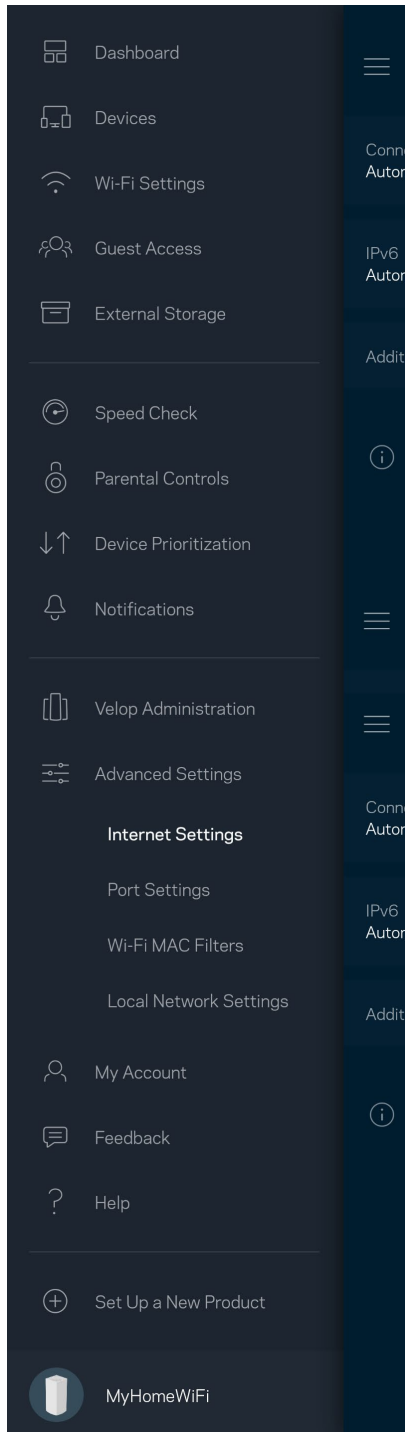 Dashboard
Devices
Wi-Fi Settings
Guest Access
External Storage
Speed Check
Parental Controls
Device Prioritization
Notifications
Velop Administration
Advanced Settings
Internet Settings
Port Settings
Wi-Fi MAC Filters
Local Network Settings
My Account
Feedback
Help
Set Up a New Product
MyHomeWiFi
IPv6
IPv6